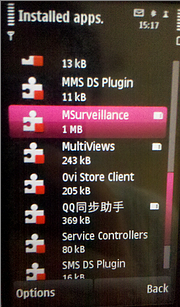 Installed apps.
15:17
13 kB
MMS DS Plugin
11 kB
MSurveillance
1 MB
MultiViews
243 kB
Ovi Store Client
205 kB
QQ同步助手
369 kB
Service Controllers
80 kB
SMS DS Plugin
16 kB
Options
Back